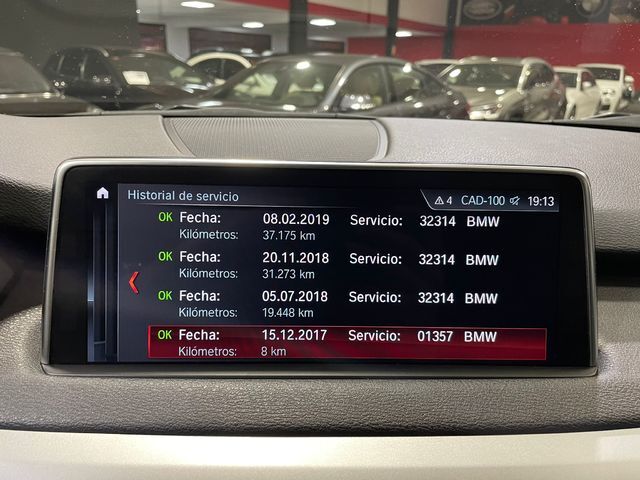 Historial de servicio
4 CAD-100 19:13
OK Fecha: 08.02.2019 Servicio: 32314 BMW
Kilómetros: 37.175 km
OK Fecha: 20.11.2018 Servicio: 32314 BMW
Kilómetros: 31.273 km
OK Fecha: 05.07.2018 Servicio: 32314 BMW
Kilómetros: 19.448 km
OK Fecha: 15.12.2017 Servicio: 01357 BMW
Kilómetros: 8 km